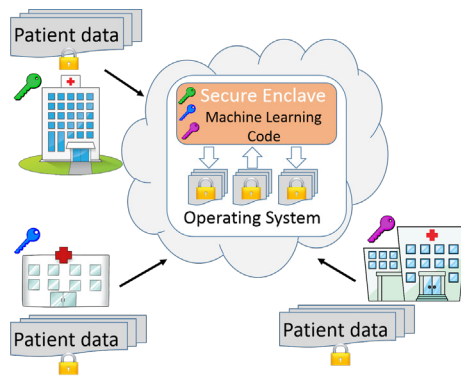 Patient data
Secure Enclave
Machine Learning
Code
Operating System
Patient data
Patient data